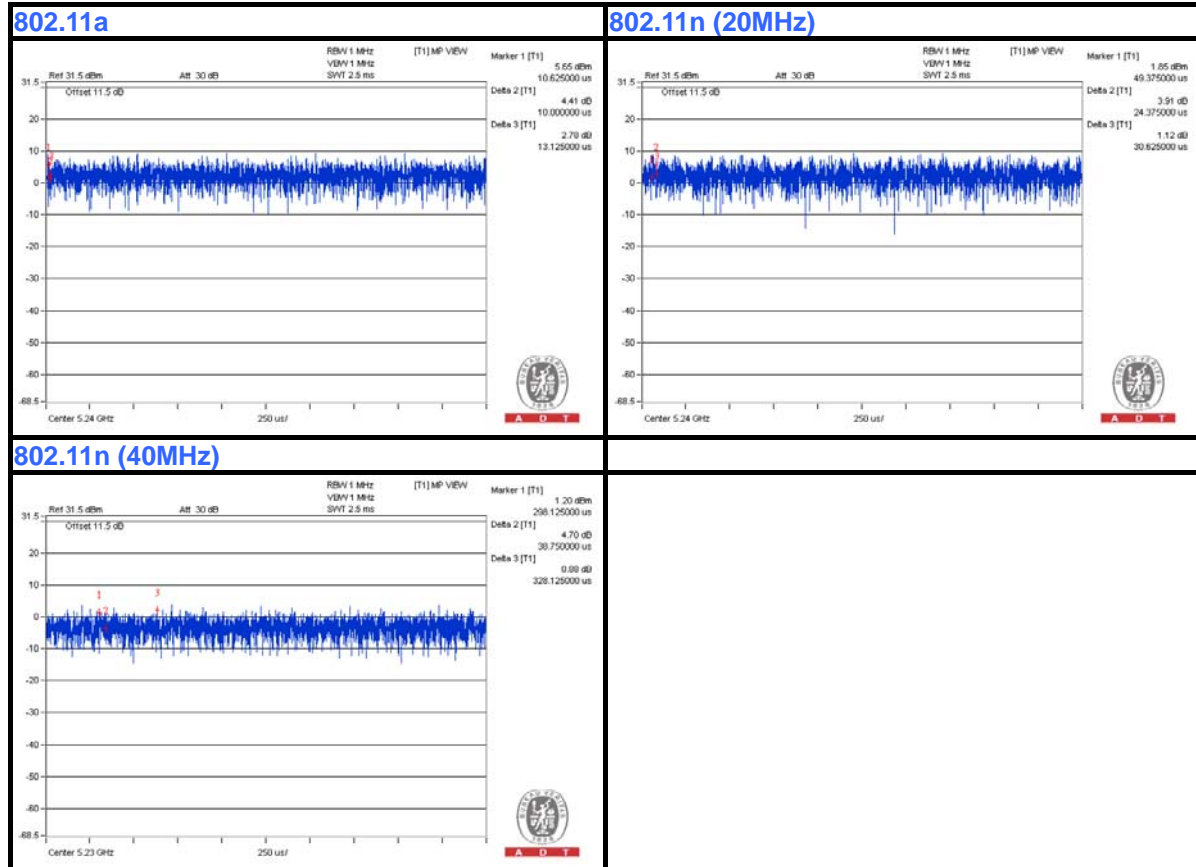 802.11a
802.11n (20MHz)
RBW 1 MHz
[T1] MP VIEW
VBW 1 MHz
Ref 31.5 dBm
Att 30 dB
SWT 2.5 ms
Marker 1 [T1]
5.65 dBm
10.625000 us
Delta 2 [T1]
4.41 dB
10.000000 us
Delta 3 [T1]
13.125000 us
31.5
Offset 11.5 dB
20
10
0
-10
-20
-30
-40
-50
-60
-68.5
1
Center 5.24 GHz
250 us/
A D T
RBW 1 MHz
[T1] MP VIEW
VBW 1 MHz
Ref 31.5 dBm
Att 30 dB
SWT 2.5 ms
Marker 1 [T1]
1.85 dBm
49.375000 us
Delta 2 [T1]
3.91 dB
24.375000 us
Delta 3 [T1]
1.12 dB
30.625000 us
31.5
Offset 11.5 dB
20
10
0
-10
-20
-30
-40
-50
-60
-68.5
2
Center 5.24 GHz
250 us/
BUREAU VERITAS
1828
A D T
802.11n (40MHz)
RBW 1 MHz
[T1] MP VIEW
VBW 1 MHz
Ref 31.5 dBm
Att 30 dB
SWT 2.5 ms
Marker 1 [T1]
1.20 dBm
298.125000 us
Delta 2 [T1]
4.70 dB
38.750000 us
Delta 3 [T1]
328.125000 us
31.5
Offset 11.5 dB
20
10
0
-10
-20
-30
-40
-50
-60
-68.5
1
2
3
Center 5.23 GHz
250 us/
BUREAU VERITAS
1828
A D T